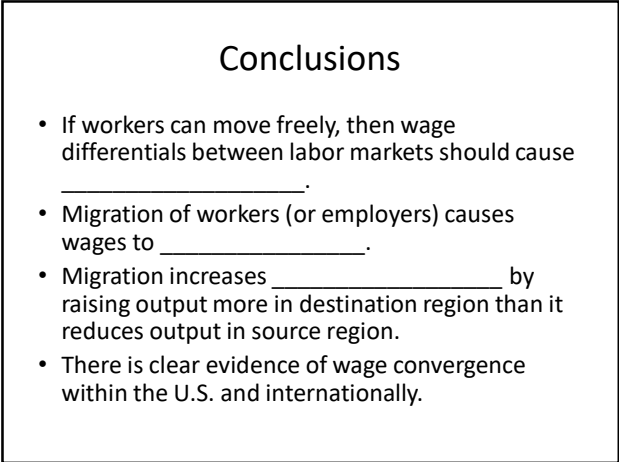 Conclusions
• If workers can move freely, then wage
differentials between labor markets should cause
___________________.
• Migration of workers (or employers) causes
wages to ________________.
• Migration increases __________________ by
raising output more in destination region than it
reduces output in source region.
• There is clear evidence of wage convergence
within the U.S. and internationally.